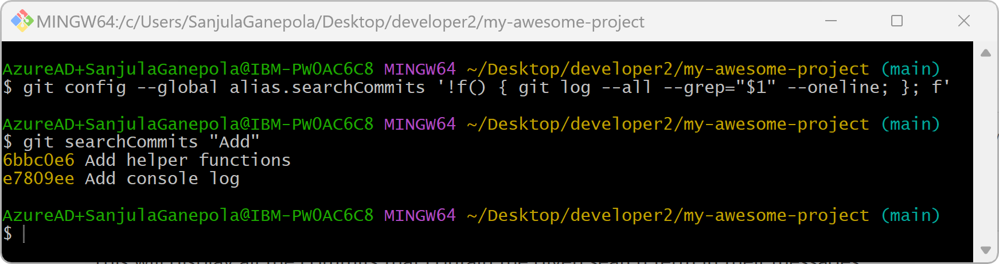 MINGW64:/c/Users/SanjulaGanepola/Desktop/developer2/my-awesome-project
AzureAD+SanjulaGanepola@IBM-PW0AC6C8 MINGW64 ~/Desktop/developer2/my-awesome-project (main)
$ git config --global alias.searchCommits '!f() { git log --all --grep="$1" --oneline; }; f'
AzureAD+SanjulaGanepola@IBM-PW0AC6C8 MINGW64 ~/Desktop/developer2/my-awesome-project (main)
$ git searchCommits "Add"
6bbc0e6 Add helper functions
e7809ee Add console log
AzureAD+SanjulaGanepola@IBM-PW0AC6C8 MINGW64 ~/Desktop/developer2/my-awesome-project (main)
$